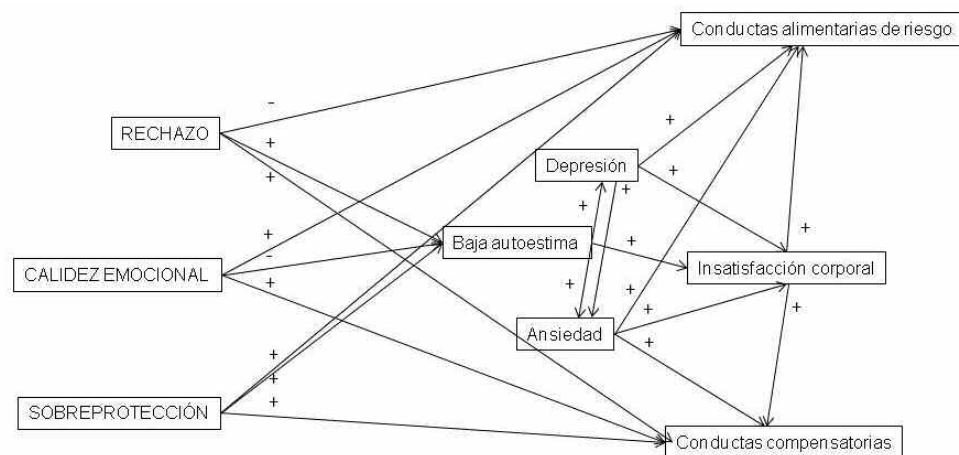 Conductas alimentarias de riesgo
-
RECHAZO
+
+
+
+
Depresión
+
+
+
+
+
-
Baja autoestima
+
+
CALIDEZ EMOCIONAL
+
Insatisfacción corporal
+
+
+
Ansiedad
+
+
+
+
SOBREPROTECCIÓN
+
Conductas compensatorias